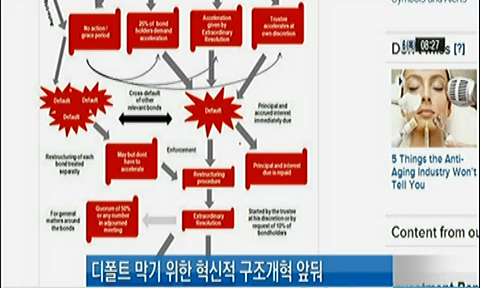 No action /
grace period
25% of bond
holders demand
acceleration
Acceleration
given by
Extraordinary
Resolution
Trustee
accelerates at
own discretion
Default
Default
Default
Cross default
of other
relevant bonds
Default
Principal and
accrued interest
immediately due
Restructuring of each
bond treated
separately
May but dont
have to
accelerate
Enforcement
Restructuring
procedure
Principal and interest
due is repaid
For general
matters around
the bonds
Quorum of 50%
or any number
in adjourned
meeting
Extraordinary
Resolution
Started by the trustee
at his discretion or by
request of 10% of
bondholders
08:27
[?]
5 Things the Anti-
Aging Industry Won't
Tell You
Content from ou
디폴트 막기 위한 혁신적 구조개혁 앞둬